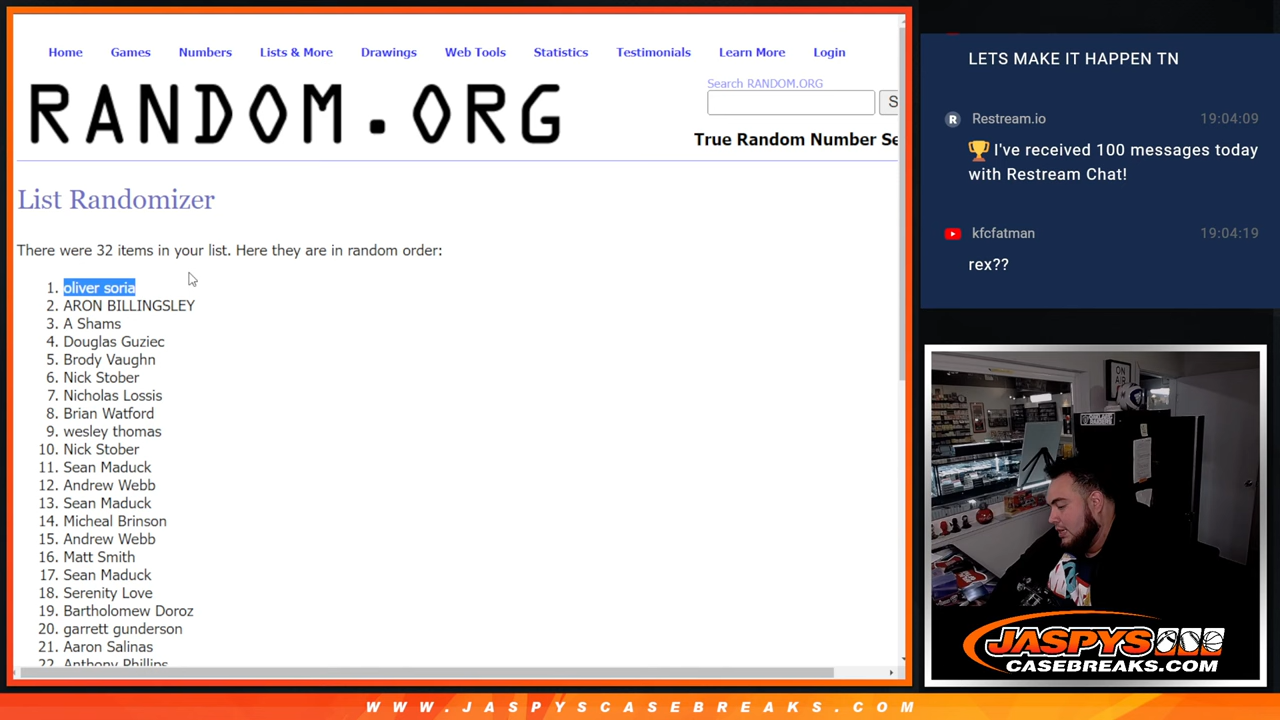 Home Games Numbers Lists & More Drawings Web Tools Statistics Testimonials Learn More Login
RANDOM.ORG
Search RANDOM.ORG
S
True Random Number Se
List Randomizer
There were 32 items in your list. Here they are in random order:
1. oliver soria
2. ARON BILLINGSLEY
3. A Shams
4. Douglas Guziec
5. Brody Vaughn
6. Nick Stober
7. Nicholas Lossis
8. Brian Watford
9. wesley thomas
10. Nick Stober
11. Sean Maduck
12. Andrew Webb
13. Sean Maduck
14. Micheal Brinson
15. Andrew Webb
16. Matt Smith
17. Sean Maduck
18. Serenity Love
19. Bartholomew Doroz
20. garrett gunderson
21. Aaron Salinas
22. Anthony Phillips
LETS MAKE IT HAPPEN TN
R Restream.io 19:04:09
🏆 I've received 100 messages today
with Restream Chat!
kfcfatman 19:04:19
rex??
ON
AIR
JASPYS
CASEBREAKS.COM
WWW.JASPYSCASEBREAKS.COM